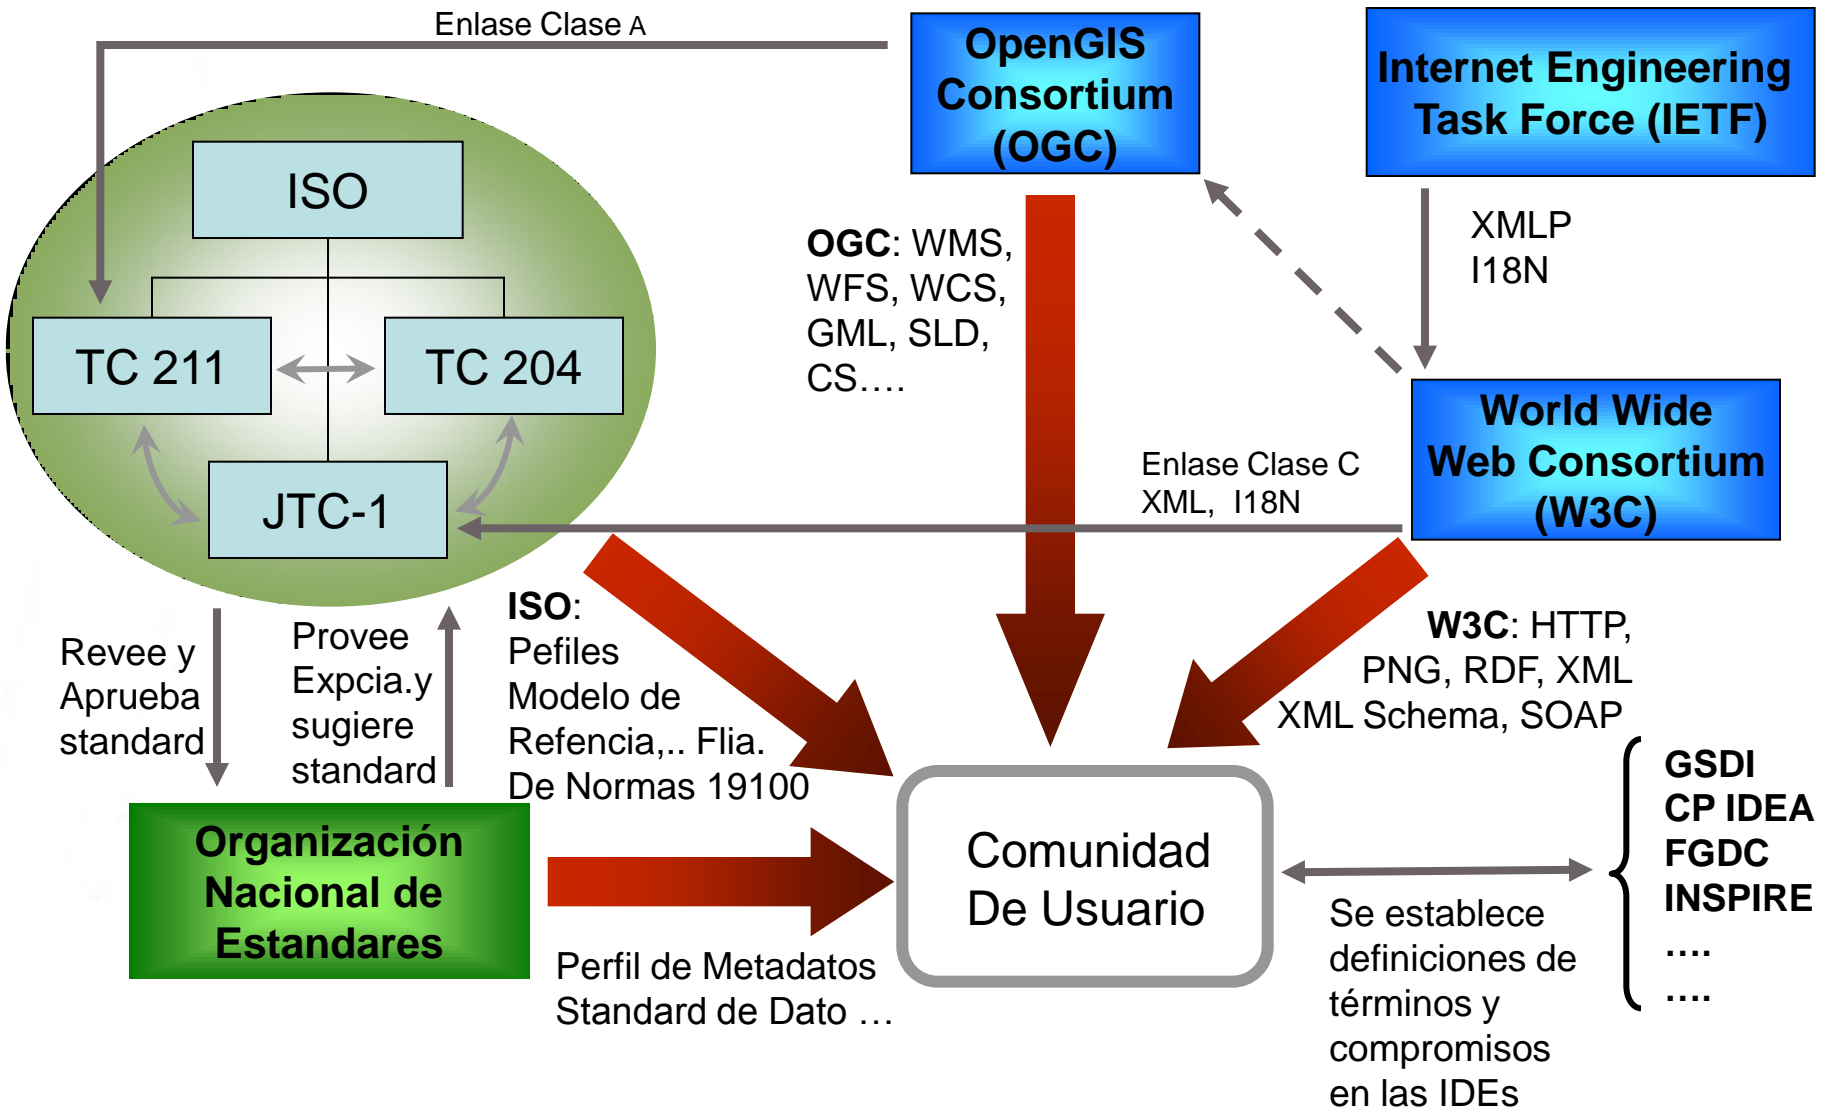 Enlase Clase A
OpenGIS
Consortium
(OGC)
Internet Engineering
Task Force (IETF)
ISO
TC 211
TC 204
JTC-1
OGC: WMS,
WFS, WCS,
GML, SLD,
CS....
XMLP
I18N
World Wide
Web Consortium
(W3C)
Enlase Clase C
XML, I18N
Revee y
Aprueba
standard
Provee
Expcia.y
sugiere
standard
ISO:
Pefiles
Modelo de
Refencia,.. Flia.
De Normas 19100
W3C: HTTP,
PNG, RDF, XML
XML Schema, SOAP
Organización
Nacional de
Estandares
Comunidad
De Usuario
GSDI
CP IDEA
FGDC
INSPIRE
....
....
Perfil de Metadatos
Standard de Dato ...
Se establece
definiciones de
términos y
compromisos
en las IDEs